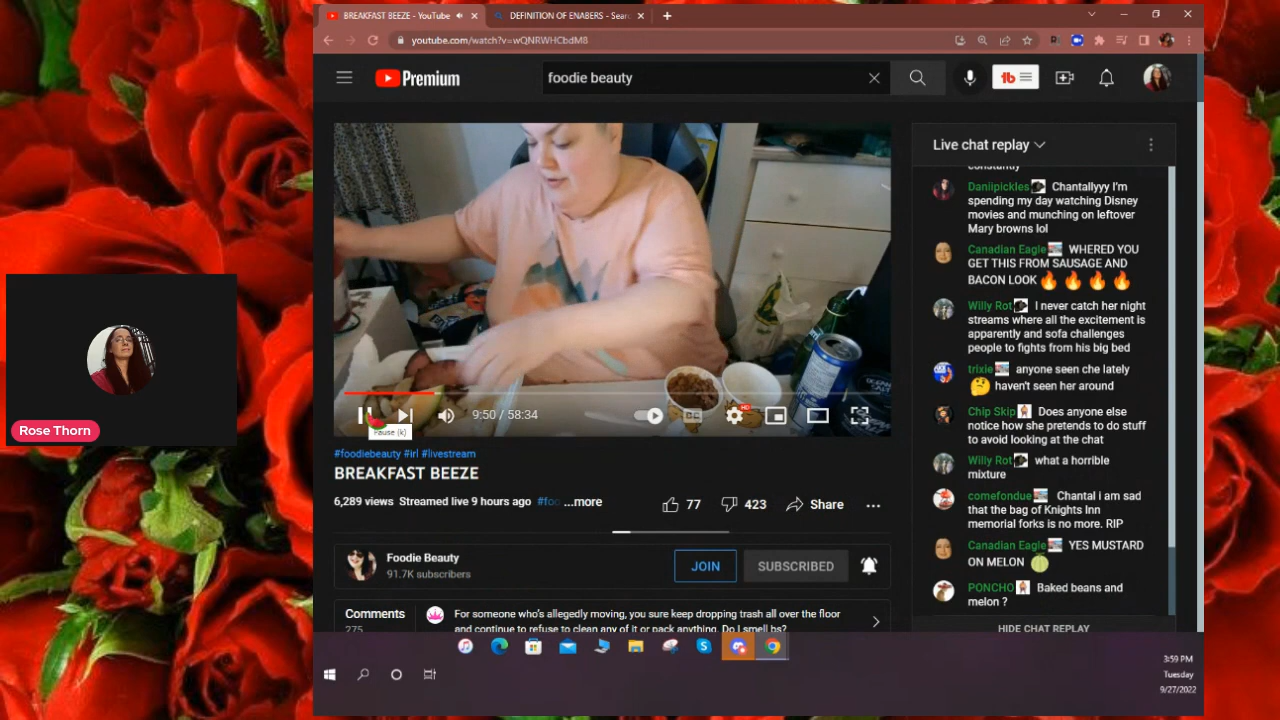 BREAKFAST BEEZE - YouTube
DEFINITION OF ENABERS - Sear
youtube.com/watch?v=wQNRWHCbdM8
Premium
foodie beauty
Live chat replay
constantly
Daniipickles Chantallyyy I'm
spending my day watching Disney
movies and munching on leftover
Mary browns lol
Canadian Eagle WHERED YOU
GET THIS FROM SAUSAGE AND
BACON LOOK
Willy Rot I never catch her night
streams where all the excitement is
apparently and sofa challenges
people to fights from his big bed
trixie anyone seen che lately
haven't seen her around
Chip Skip Does anyone else
notice how she pretends to do stuff
to avoid looking at the chat
Willy Rot what a horrible
mixture
comefondue Chantal i am sad
that the bag of Knights Inn
memorial forks is no more. RIP
Canadian Eagle YES MUSTARD
ON MELON
PONCHO Baked beans and
melon ?
HIDE CHAT REPLAY
BUD LIGHT
9:50 / 58:34
HD
CC
Pause (k)
#foodiebeauty #irl #livestream
BREAKFAST BEEZE
6,289 views Streamed live 9 hours ago #foo ...more
77
423
Share
Foodie Beauty
91.7K subscribers
JOIN
SUBSCRIBED
Comments
275
For someone who's allegedly moving, you sure keep dropping trash all over the floor
and continue to refuse to clean any of it or pack anything. Do I smell bs?
Rose Thorn
3:59 PM
Tuesday
9/27/2022